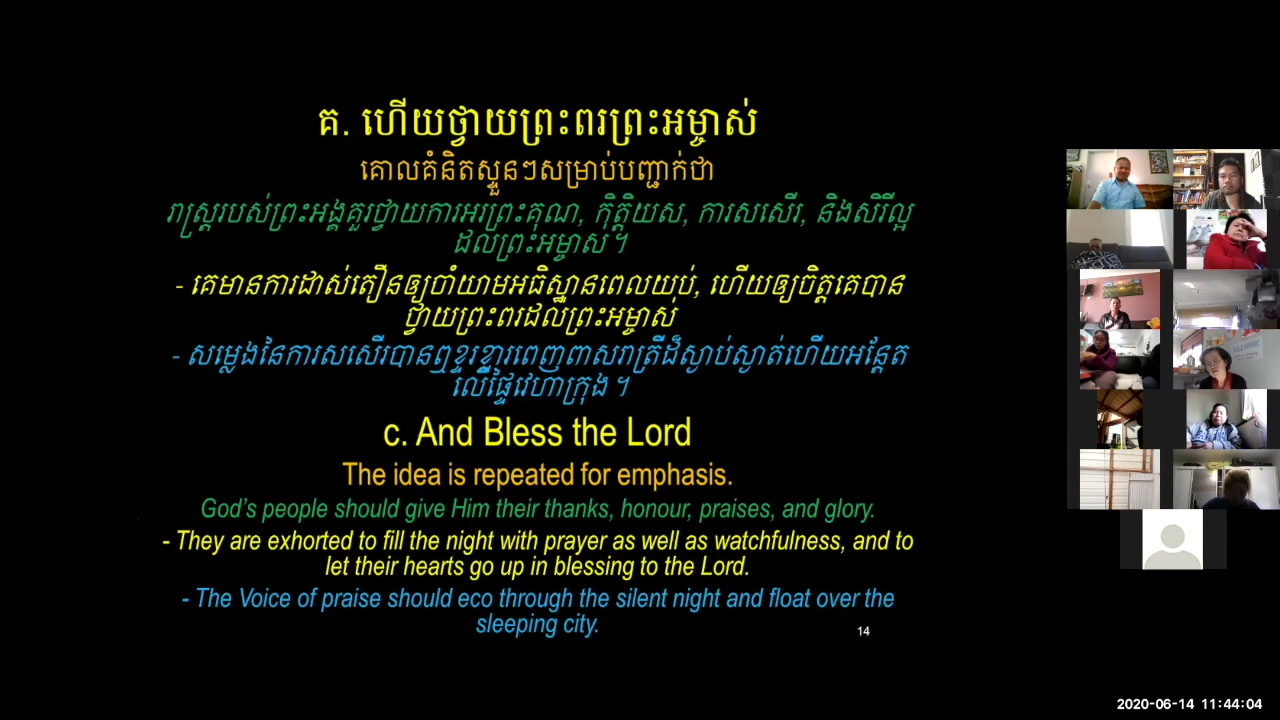 គ. ហើយថ្វាយព្រះពរព្រះអម្ចាស់
គោលគំនិតស្ទួនៗសម្រាប់បញ្ជាក់ថា
រាស្ត្ររបស់ព្រះអង្គគួរថ្វាយការអរព្រះគុណ, កិត្តិយស, ការសសើរ, និងសិរីល្អ
ដល់ព្រះអម្ចាស់ ។
- គេមានការដាស់តឿនឲ្យចាំយាមអធិស្ឋានពេលយប់, ហើយឲ្យចិត្តគេបាន
ថ្វាយព្រះពរដល់ព្រះអម្ចាស់
- សម្លេងនៃការសសើរបានឮខ្ទរខ្ទារពេញពាសរាត្រីដ៏ស្ងាប់ស្ងាត់ហើយអន្តែត
លើផ្ទៃវេហាក្រុង ។
c. And Bless the Lord
The idea is repeated for emphasis.
God's people should give Him their thanks, honour, praises, and glory.
- They are exhorted to fill the night with prayer as well as watchfulness, and to
let their hearts go up in blessing to the Lord.
- The Voice of praise should eco through the silent night and float over the
sleeping city.
14
2020-06-14 11:44:04